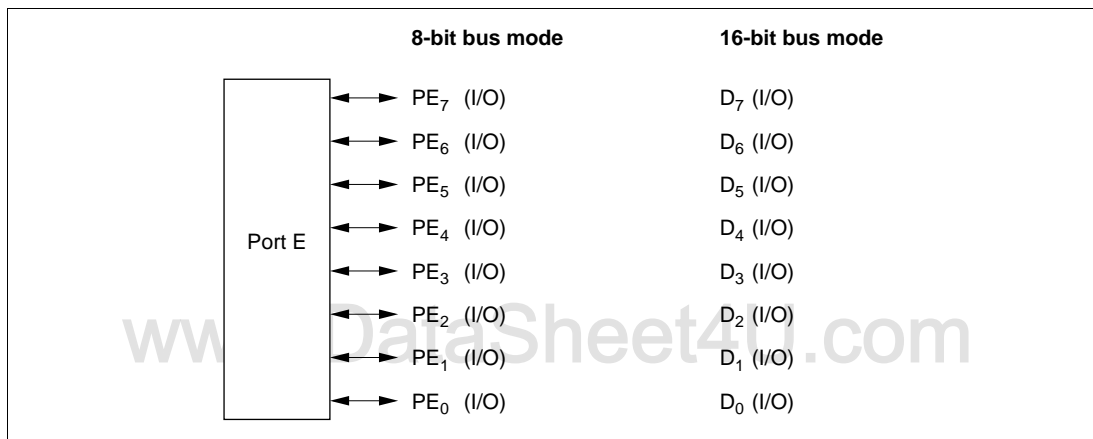 8-bit bus mode 16-bit bus mode
PE7 (I/O) D7 (I/O)
PE6 (I/O) D6 (I/O)
PE5 (I/O) D5 (I/O)
PE4 (I/O) D4 (I/O)
Port E
PE3 (I/O) D3 (I/O)
PE2 (I/O) D2 (I/O)
www.DataSheet4U.com
PE1 (I/O) D1 (I/O)
PE0 (I/O) D0 (I/O)